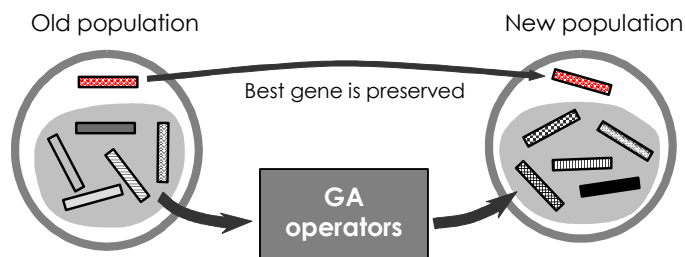 Old population
New population
Best gene is preserved
GA
operators